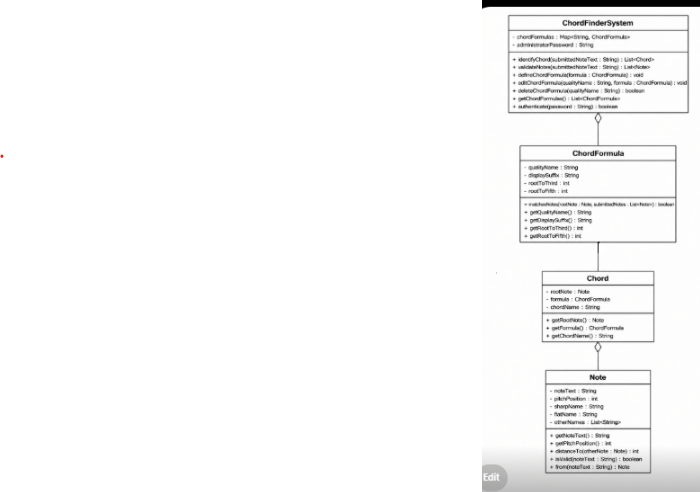 ChordFinderSystem
- chordFormulas : Map<String, ChordFormula>
- administratorPassword : String
+ identifyChord(submittedNoteText : String) : List<Chord>
+ validateNotes(submittedNoteText : String) : List<Note>
+ defineChordFormula(formula : ChordFormula) : void
+ editChordFormula(qualityName : String, formula : ChordFormula) : void
+ deleteChordFormula(qualityName : String) : boolean
+ getChordFormulas() : List<ChordFormula>
+ authenticate(password : String) : boolean
ChordFormula
- qualityName : String
- displaySuffix : String
- rootToThird : int
- rootToFifth : int
+ matchesNotes(rootNote : Note, submittedNotes : List<Note>) : boolean
+ getQualityName() : String
+ getDisplaySuffix() : String
+ getRootToThird() : int
+ getRootToFifth() : int
Chord
- rootNote : Note
- formula : ChordFormula
- chordName : String
+ getRootNote() : Note
+ getFormula() : ChordFormula
+ getChordName() : String
Note
- noteText : String
- pitchPosition : int
- sharpName : String
- flatName : String
- otherNames : List<String>
+ getNoteText() : String
+ getPitchPosition() : int
+ distanceTo(otherNote : Note) : int
+ isValid(noteText : String) : boolean
+ from(noteText : String) : Note
Edit